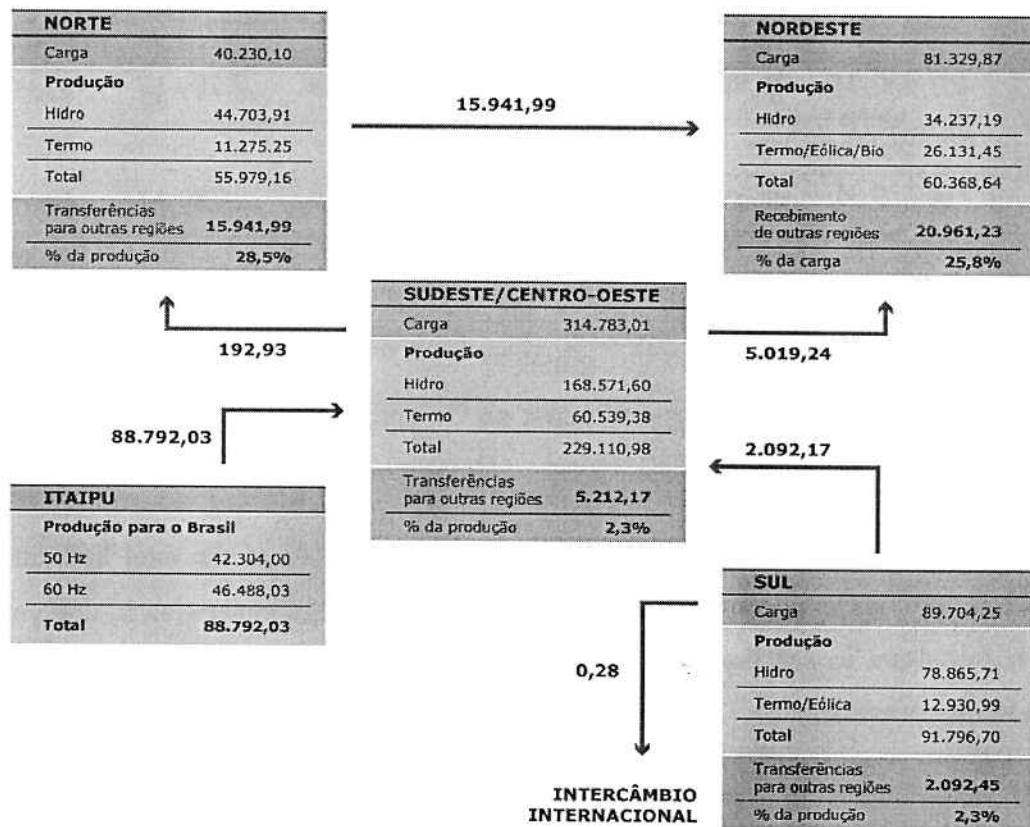 NORTE
Carga 40.230,10
Produção
Hidro 44.703,91
Termo 11.275.25
Total 55.979,16
Transferências
para outras regiões 15.941,99
% da produção 28,5%
15.941,99
NORDESTE
Carga 81.329,87
Produção
Hidro 34.237,19
Termo/Eólica/Bio 26.131,45
Total 60.368,64
Recebimento
de outras regiões 20.961,23
% da carga 25,8%
192,93
SUDESTE/CENTRO-OESTE
Carga 314.783,01
Produção
Hidro 168.571,60
Termo 60.539,38
Total 229.110,98
Transferências
para outras regiões 5.212,17
% da produção 2,3%
5.019,24
88.792,03
2.092,17
ITAIPU
Produção para o Brasil
50 Hz 42.304,00
60 Hz 46.488,03
Total 88.792,03
SUL
Carga 89.704,25
Produção
Hidro 78.865,71
Termo/Eólica 12.930,99
Total 91.796,70
Transferências
para outras regiões 2.092,45
% da produção 2,3%
0,28
INTERCÂMBIO
INTERNACIONAL